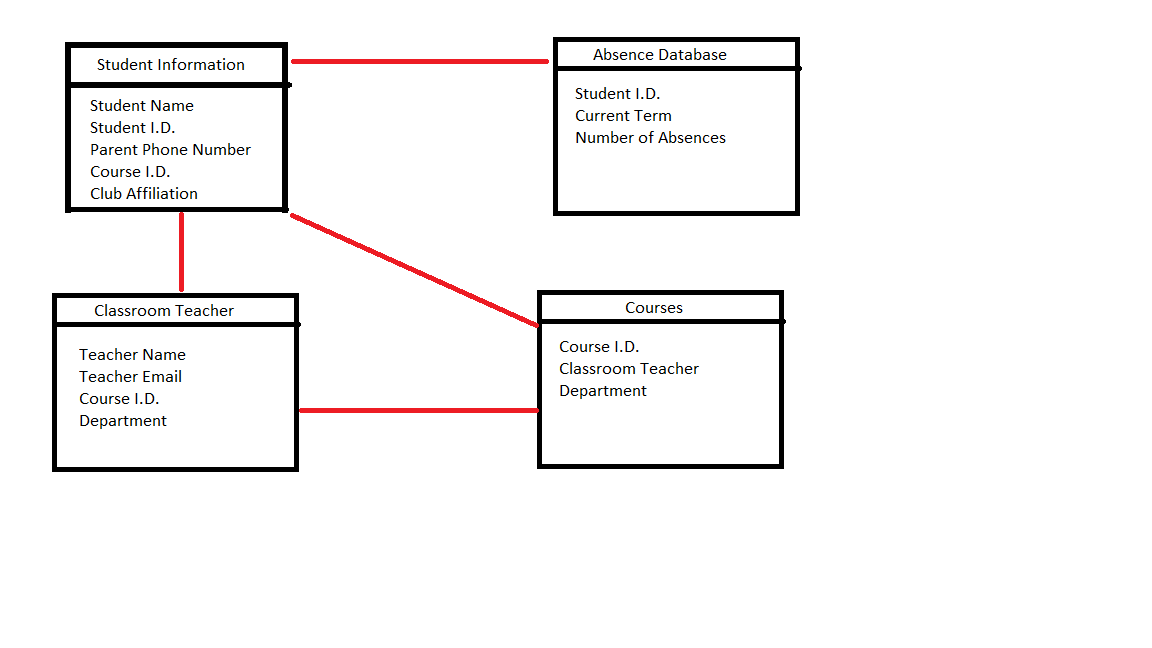 Student Information
Student Name
Student I.D.
Parent Phone Number
Course I.D.
Club Affiliation
Absence Database
Student I.D.
Current Term
Number of Absences
Classroom Teacher
Teacher Name
Teacher Email
Course I.D.
Department
Courses
Course I.D.
Classroom Teacher
Department